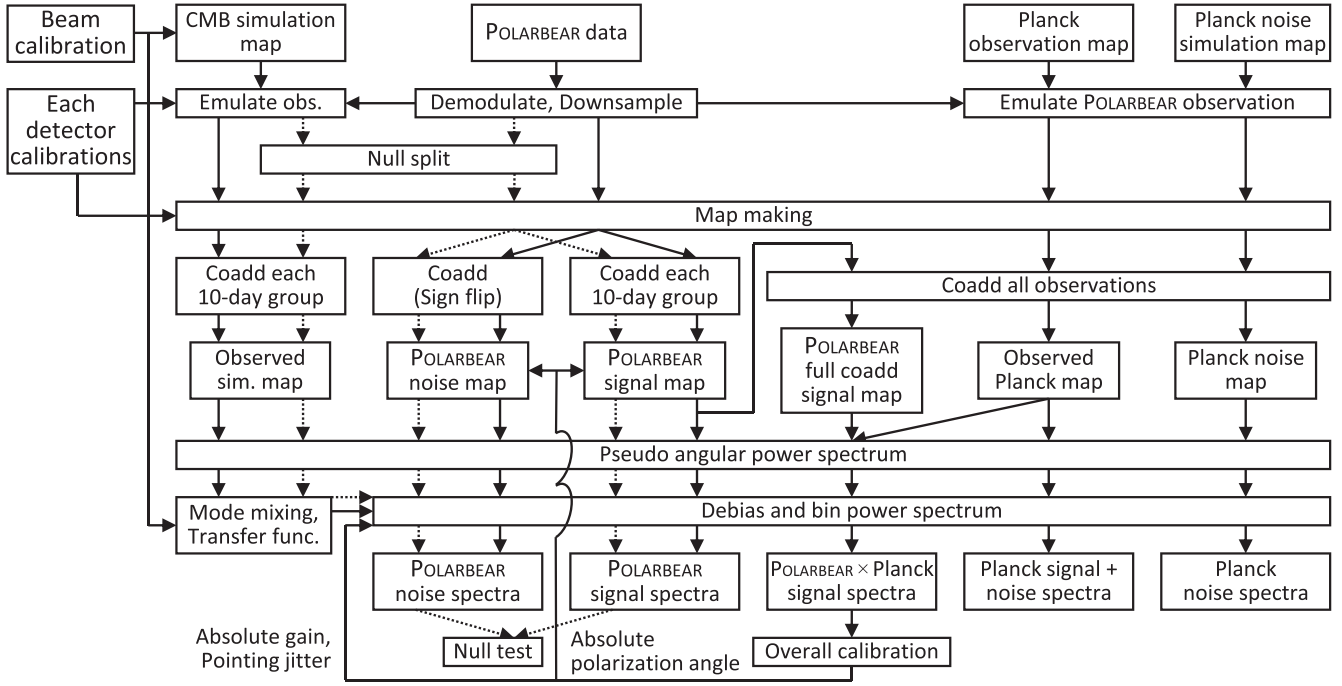 Beam
calibration
CMB simulation
map
POLARBEAR data
Planck
observation map
Planck noise
simulation map
Each
detector
calibrations
Emulate obs.
Demodulate, Downsample
Emulate POLARBEAR observation
Null split
Map making
Coadd each
10-day group
Coadd
(Sign flip)
Coadd each
10-day group
Coadd all observations
Observed
sim. map
POLARBEAR
noise map
POLARBEAR
signal map
POLARBEAR
full coadd
signal map
Observed
Planck map
Planck noise
map
Pseudo angular power spectrum
Mode mixing,
Transfer func.
Debias and bin power spectrum
POLARBEAR
noise spectra
POLARBEAR
signal spectra
POLARBEAR × Planck
signal spectra
Planck signal +
noise spectra
Planck
noise spectra
Absolute gain,
Pointing jitter
Null test
Absolute
polarization angle
Overall calibration